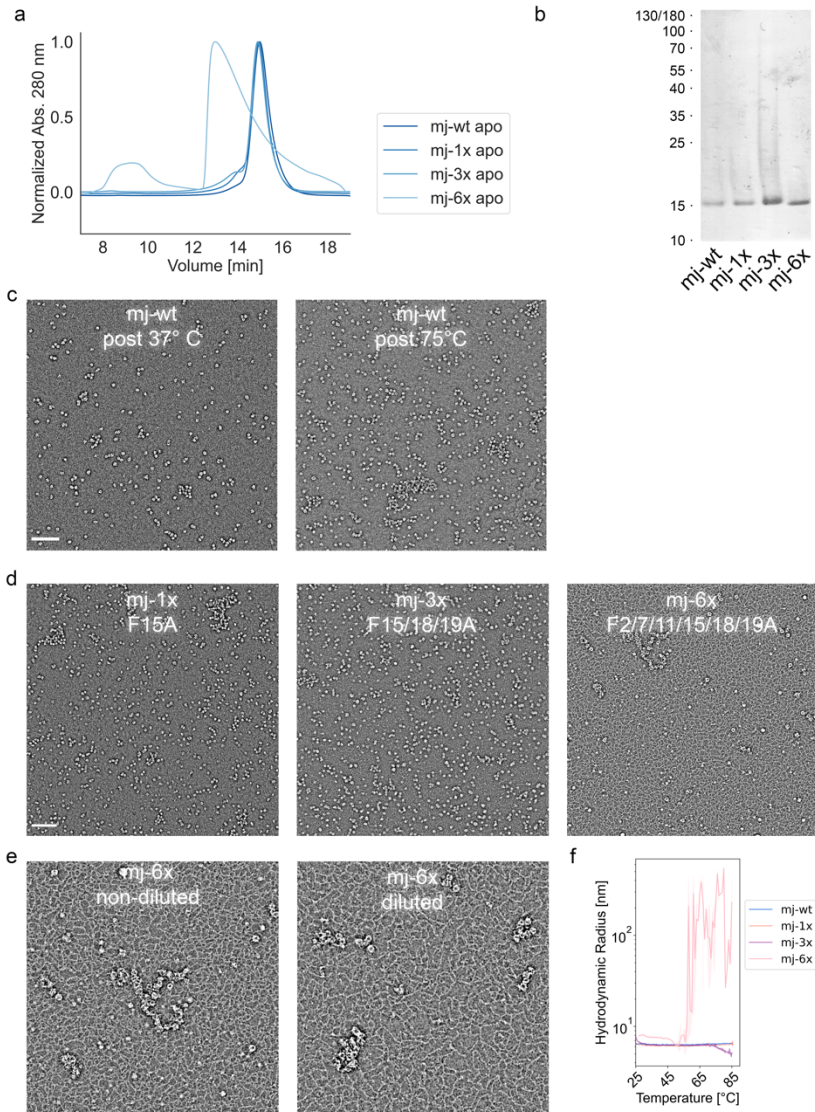 a
1.0
0.5
0.0
Normalized Abs. 280 nm
8 10 12 14 16 18
Volume [min]
mj-wt apo
mj-1x apo
mj-3x apo
mj-6x apo
b
130/180
100
70
55
40
35
25
15
10
mj-wt
mj-1x
mj-3x
mj-6x
c
mj-wt
post 37° C
mj-wt
post 75°C
d
mj-1x
F15A
mj-3x
F15/18/19A
mj-6x
F2/7/11/15/18/19A
e
mj-6x
non-diluted
mj-6x
diluted
f
Hydrodynamic Radius [nm]
10²
10¹
25 45 65 85
Temperature [°C]
mj-wt
mj-1x
mj-3x
mj-6x